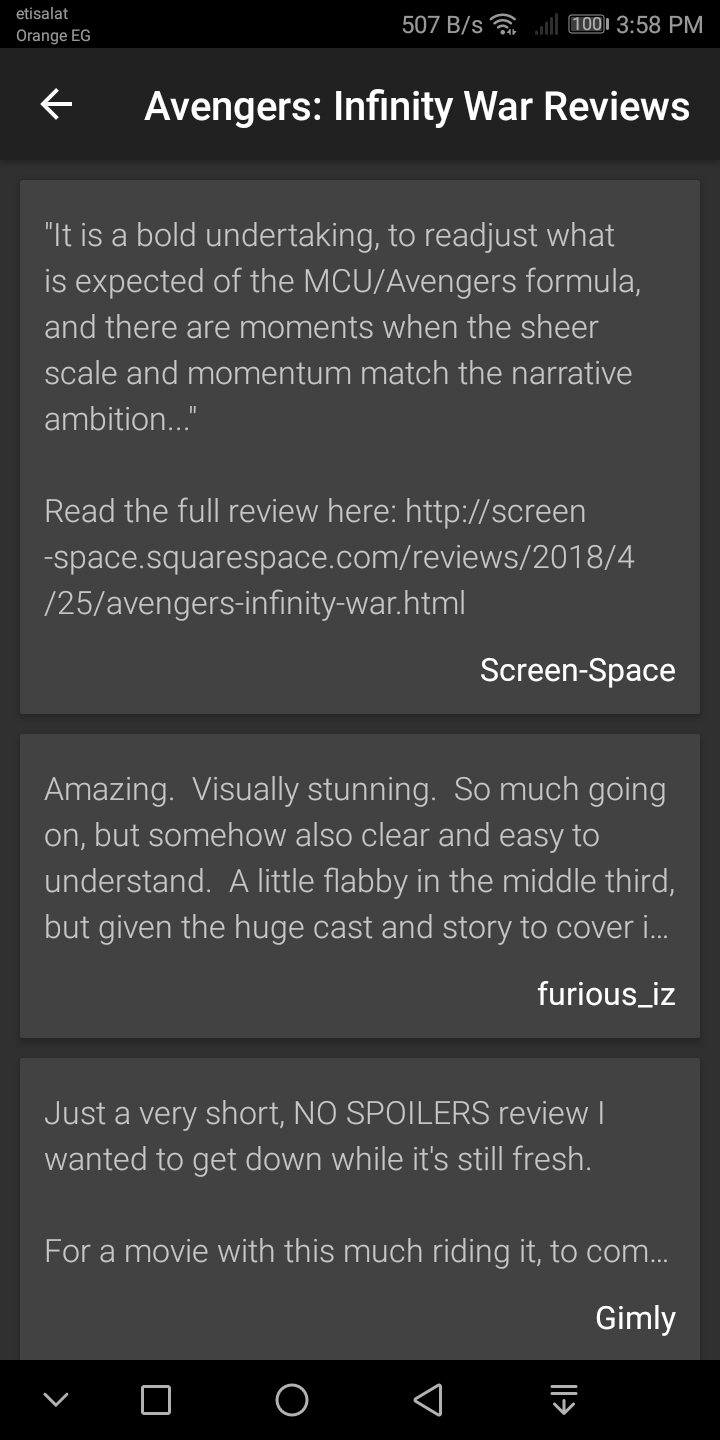 etisalat
Orange EG
507 B/s
100
3:58 PM
Avengers: Infinity War Reviews
"It is a bold undertaking, to readjust what
is expected of the MCU/Avengers formula,
and there are moments when the sheer
scale and momentum match the narrative
ambition..."
Read the full review here: http://screen
-space.squarespace.com/reviews/2018/4
/25/avengers-infinity-war.html
Screen-Space
Amazing.  Visually stunning.  So much going
on, but somehow also clear and easy to
understand.  A little flabby in the middle third,
but given the huge cast and story to cover i…
furious_iz
Just a very short, NO SPOILERS review I
wanted to get down while it's still fresh.
For a movie with this much riding it, to com…
Gimly